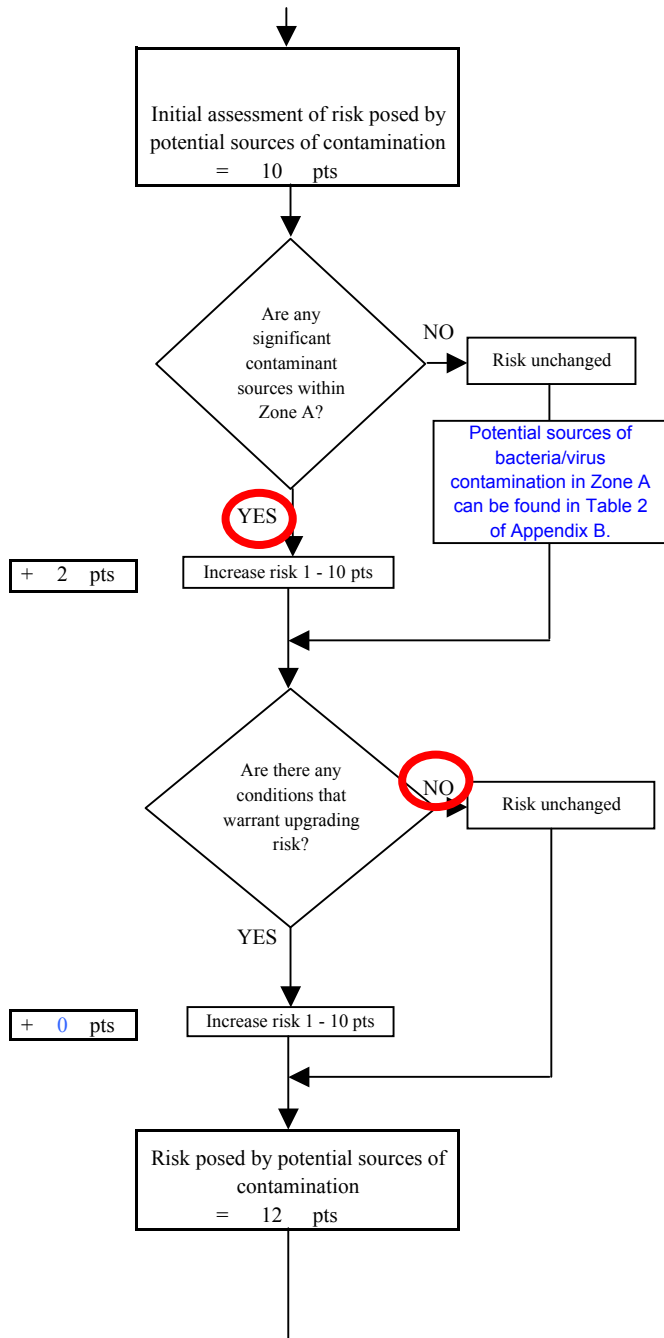 Initial assessment of risk posed by
potential sources of contamination
= 10 pts
Are any
significant
contaminant
sources within
Zone A?
NO
Risk unchanged
Potential sources of
bacteria/virus
contamination in Zone A
can be found in Table 2
of Appendix B.
YES
+ 2 pts
Increase risk 1 - 10 pts
Are there any
conditions that
warrant upgrading
risk?
NO
Risk unchanged
YES
+ 0 pts
Increase risk 1 - 10 pts
Risk posed by potential sources of
contamination
= 12 pts